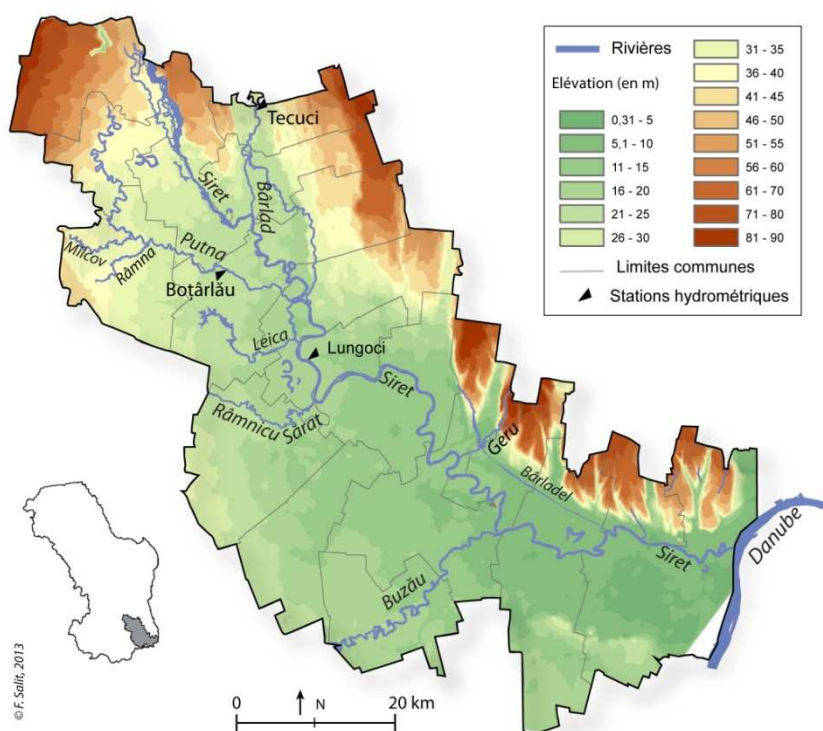 Rivières
Elévation (en m)
0,31 - 5
5,1 - 10
11 - 15
16 - 20
21 - 25
26 - 30
31 - 35
36 - 40
41 - 45
46 - 50
51 - 55
56 - 60
61 - 70
71 - 80
81 - 90
Limites communes
Stations hydrométriques
Tecuci
Siret
Bârlad
Putna
Milcov
Râmna
Boțârlău
Leica
Lungoci
Siret
Râmnicu Sărat
Geru
Bârladel
Siret
Danube
Buzău
0
N
20 km
© F. Salit, 2013